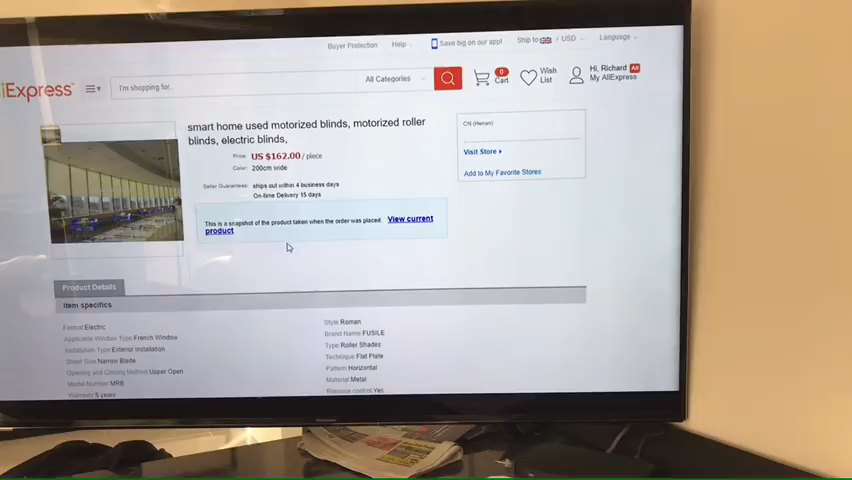 Buyer Protection Help Save big on our app! Ship to / USD Language
iExpress™ I'm shopping for... All Categories 0 Cart Wish List Hi, Richard My AliExpress
smart home used motorized blinds, motorized roller
blinds, electric blinds,
Price: US $162.00 / piece
Color: 200cm wide
Seller Guarantee: ships out within 4 business days
On-time Delivery 15 days
This is a snapshot of the product taken when the order was placed. View current
product
CN (Henan)
Visit Store
Add to My Favorite Stores
Product Details
Item specifics
Format:Electric
Applicable Window Type:French Window
Installation Type:Exterior Installation
Sheet Size:Narrow Blade
Opening and Closing Method:Upper Open
Model Number:MRB
Warranty:5 years
Style:Roman
Brand Name:FUSILE
Type:Roller Shades
Technique:Flat Plate
Pattern:Horizontal
Material:Metal
Remote control:Yes